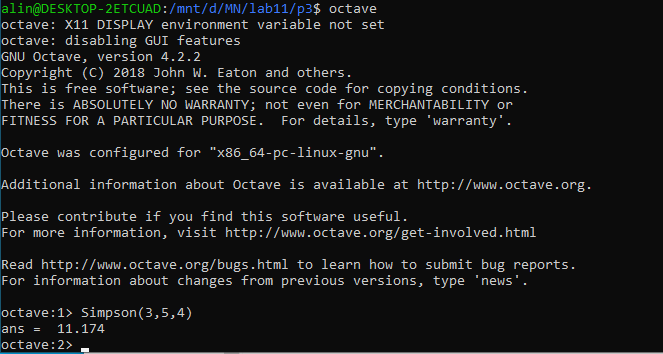 alin@DESKTOP-2ETCUAD:/mnt/d/MN/lab11/p3$ octave
octave: X11 DISPLAY environment variable not set
octave: disabling GUI features
GNU Octave, version 4.2.2
Copyright (C) 2018 John W. Eaton and others.
This is free software; see the source code for copying conditions.
There is ABSOLUTELY NO WARRANTY; not even for MERCHANTABILITY or
FITNESS FOR A PARTICULAR PURPOSE.  For details, type 'warranty'.
Octave was configured for "x86_64-pc-linux-gnu".
Additional information about Octave is available at http://www.octave.org.
Please contribute if you find this software useful.
For more information, visit http://www.octave.org/get-involved.html
Read http://www.octave.org/bugs.html to learn how to submit bug reports.
For information about changes from previous versions, type 'news'.
octave:1> Simpson(3,5,4)
ans =  11.174
octave:2>